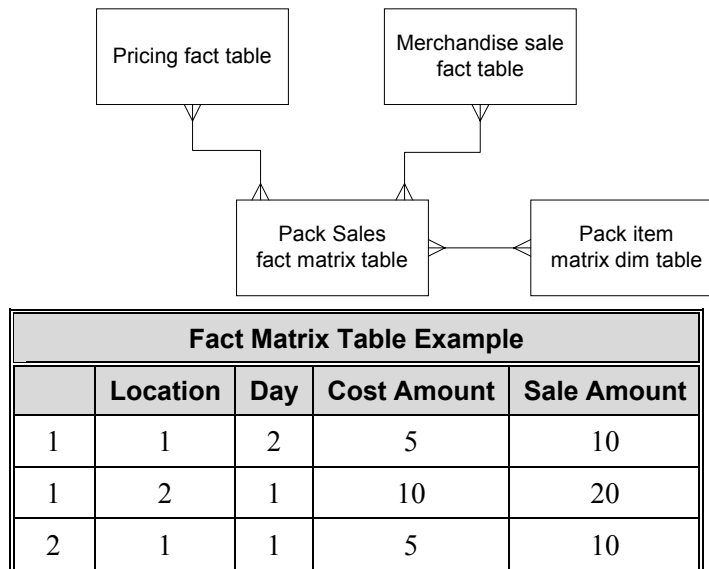 Pricing fact table
Merchandise sale
fact table
Pack Sales
fact matrix table
Pack item
matrix dim table
Fact Matrix Table Example
Location Day Cost Amount Sale Amount
1 1 2 5 10
1 2 1 10 20
2 1 1 5 10